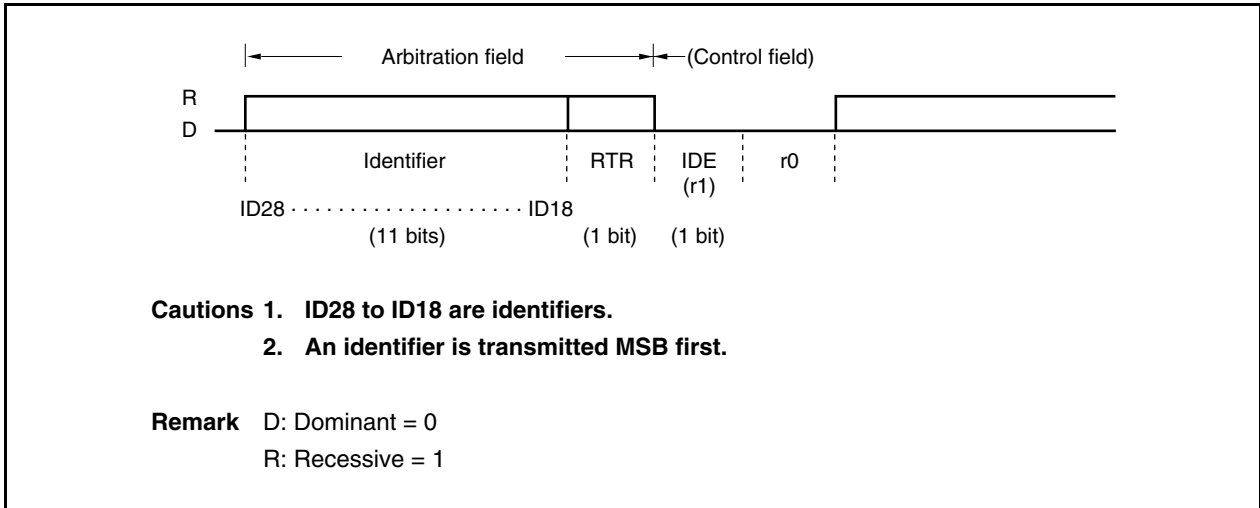 Arbitration field (Control field)
R
D
Identifier RTR IDE r0
(r1)
ID28 · · · · · · · · · · · · · · · · · · · · ID18
(11 bits) (1 bit) (1 bit)
Cautions 1. ID28 to ID18 are identifiers.
2. An identifier is transmitted MSB first.
Remark D: Dominant = 0
R: Recessive = 1